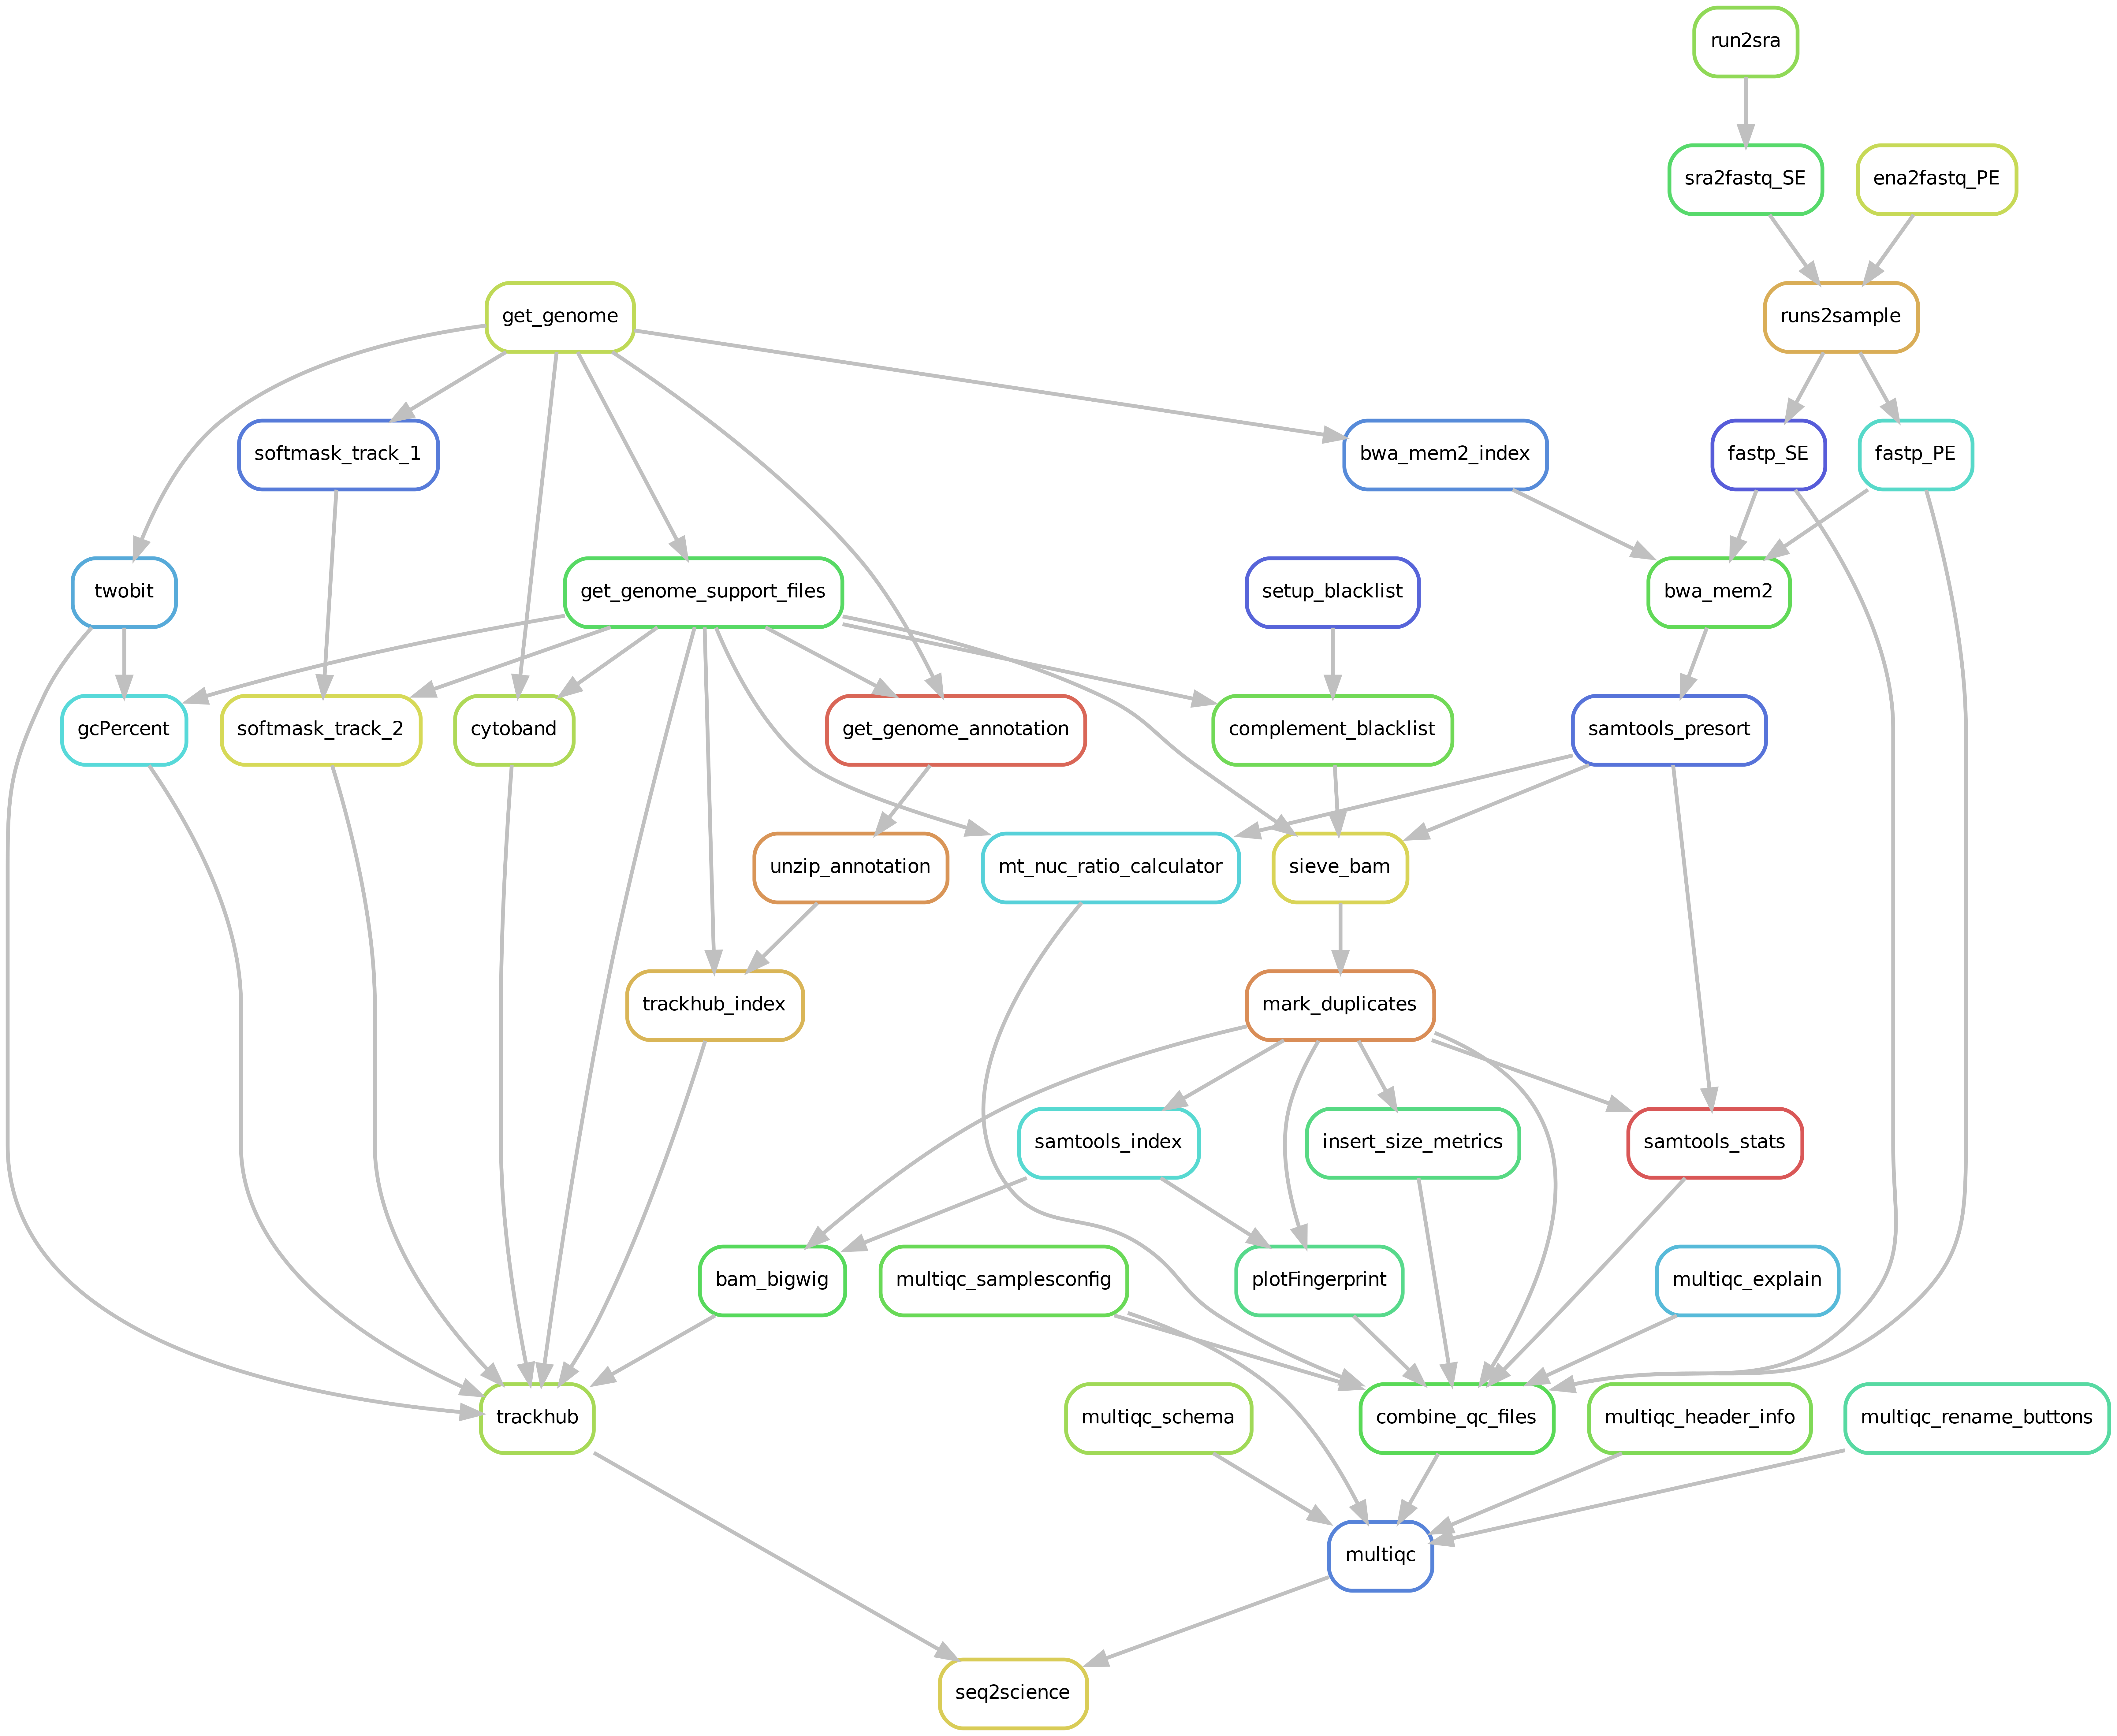 run2sra
sra2fastq_SE
ena2fastq_PE
get_genome
runs2sample
softmask_track_1
bwa_mem2_index
fastp_SE
fastp_PE
twobit
get_genome_support_files
setup_blacklist
bwa_mem2
gcPercent
softmask_track_2
cytoband
get_genome_annotation
complement_blacklist
samtools_presort
unzip_annotation
mt_nuc_ratio_calculator
sieve_bam
trackhub_index
mark_duplicates
samtools_index
insert_size_metrics
samtools_stats
bam_bigwig
multiqc_samplesconfig
plotFingerprint
multiqc_explain
trackhub
multiqc_schema
combine_qc_files
multiqc_header_info
multiqc_rename_buttons
multiqc
seq2science